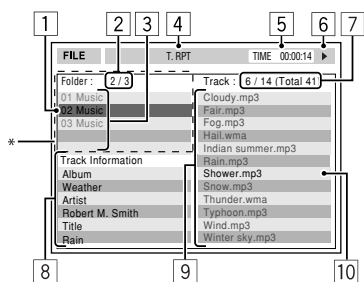 1 2 3 4 5 6 7
FILE T. RPT TIME 00:14
Folder : 2 / 3 Track : 6 / 14 (Total 41
01 Music
02 Music
03 Music
Cloudy.mp3
Fair.mp3
Fog.mp3
Hail.wma
Indian summer.mp3
Rain.mp3
Shower.mp3
Snow.mp3
Thunder.wma
Typhoon.mp3
Wind.mp3
Winter sky.mp3
*
Track Information
Album
Weather
Artist
Robert M. Smith
Title
Rain
8 9 10